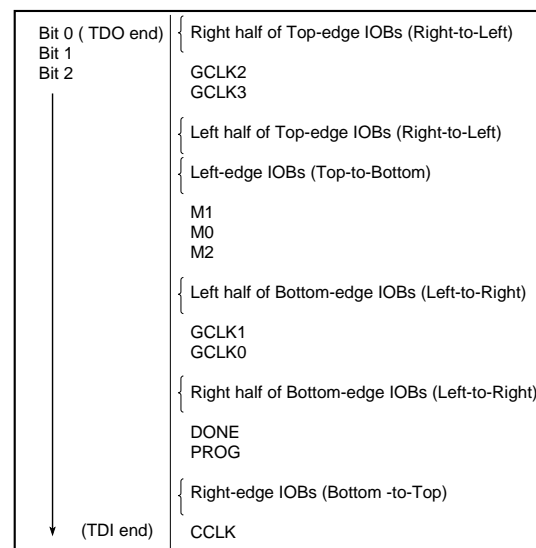 Bit 0 ( TDO end)
Bit 1
Bit 2
Right half of Top-edge IOBs (Right-to-Left)
GCLK2
GCLK3
Left half of Top-edge IOBs (Right-to-Left)
Left-edge IOBs (Top-to-Bottom)
M1
M0
M2
Left half of Bottom-edge IOBs (Left-to-Right)
GCLK1
GCLK0
Right half of Bottom-edge IOBs (Left-to-Right)
DONE
PROG
Right-edge IOBs (Bottom -to-Top)
(TDI end)
CCLK